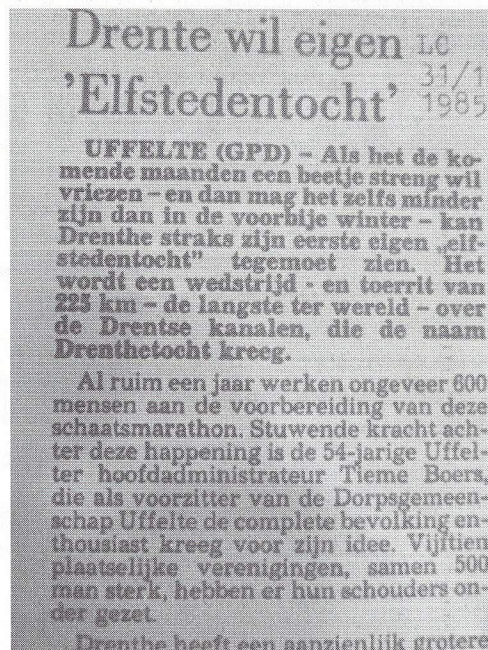 Drente wil eigen LC
'Elfstedentocht' 31/1
1985
UFFELTE (GPD) – Als het de ko-
mende maanden een beetje streng wil
vriezen – en dan mag het zelfs minder
zijn dan in de voorbije winter – kan
Drenthe straks zijn eerste eigen „elf-
stedentocht" tegemoet zien. Het
wordt een wedstrijd - en toerrit van
225 km – de langste ter wereld – over
de Drentse kanalen, die de naam
Drenthetocht kreeg.
Al ruim een jaar werken ongeveer 600
mensen aan de voorbereiding van deze
schaatsmarathon. Stuwende kracht ach-
ter deze happening is de 54-jarige Uffel-
ter hoofdadministrateur Tieme Boers,
die als voorzitter van de Dorpsgemeen-
schap Uffelte de complete bevolking en-
thousiast kreeg voor zijn idee. Vijftien
plaatselijke verenigingen, samen 500
man sterk, hebben er hun schouders on-
der gezet.
Drenthe heeft een aanzienlijk grotere